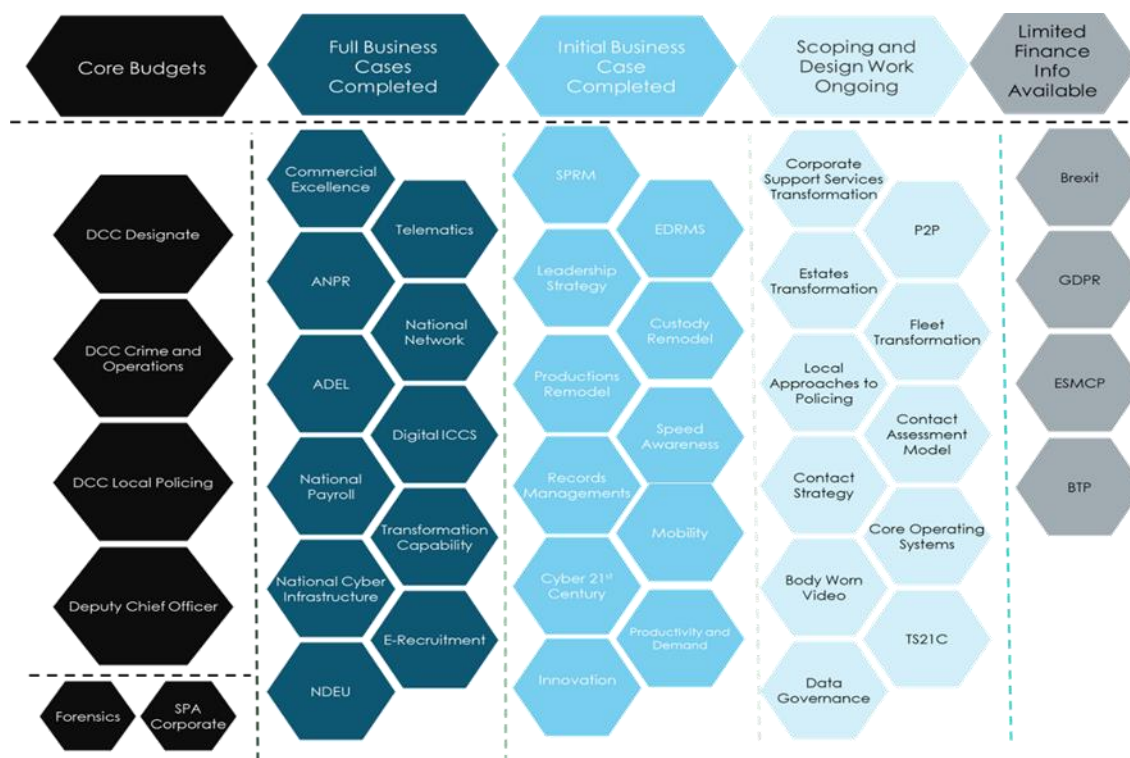 Core Budgets
Full Business
Cases
Completed
Initial Business
Case
Completed
Scoping and
Design Work
Ongoing
Limited
Finance
Info
Available
DCC Designate
DCC Crime and
Operations
DCC Local Policing
Deputy Chief Officer
Forensics
SPA
Corporate
Commercial
Excellence
Telematics
ANPR
National
Network
ADEL
Digital ICCS
National
Payroll
Transformation
Capability
National Cyber
Infrastructure
E-Recruitment
NDEU
SPRM
EDRMS
Leadership
Strategy
Custody
Remodel
Productions
Remodel
Speed
Awareness
Records
Managements
Mobility
Cyber 21st
Century
Productivity and
Demand
Innovation
Corporate
Support Services
Transformation
P2P
Estates
Transformation
Fleet
Transformation
Local
Approaches to
Policing
Contact
Assessment
Model
Contact
Strategy
Core Operating
Systems
Body Worn
Video
TS21C
Data
Governance
Brexit
GDPR
ESMCP
BTP